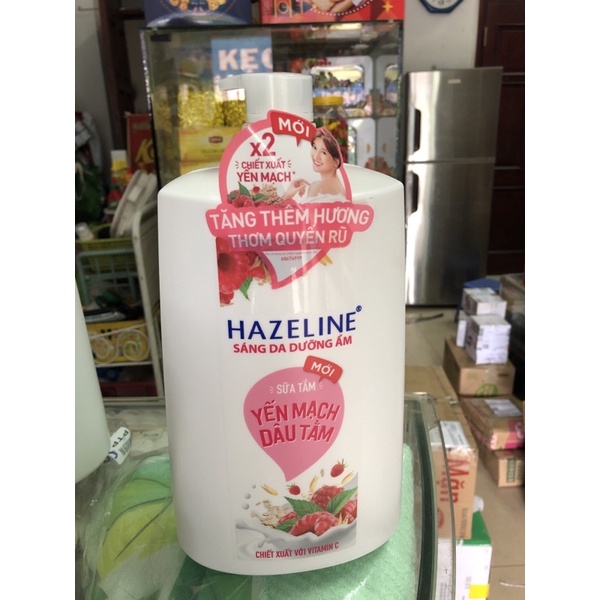 KẸO
MỚI
x2
CHIẾT XUẤT
YẾN MẠCH*
TĂNG THÊM HƯƠNG
THƠM QUYẾN RŨ
HAZELINE®
SÁNG DA DƯỠNG ẨM
MỚI
SỮA TẮM
YẾN MẠCH
DÂU TẰM
CHIẾT XUẤT VỚI VITAMIN C